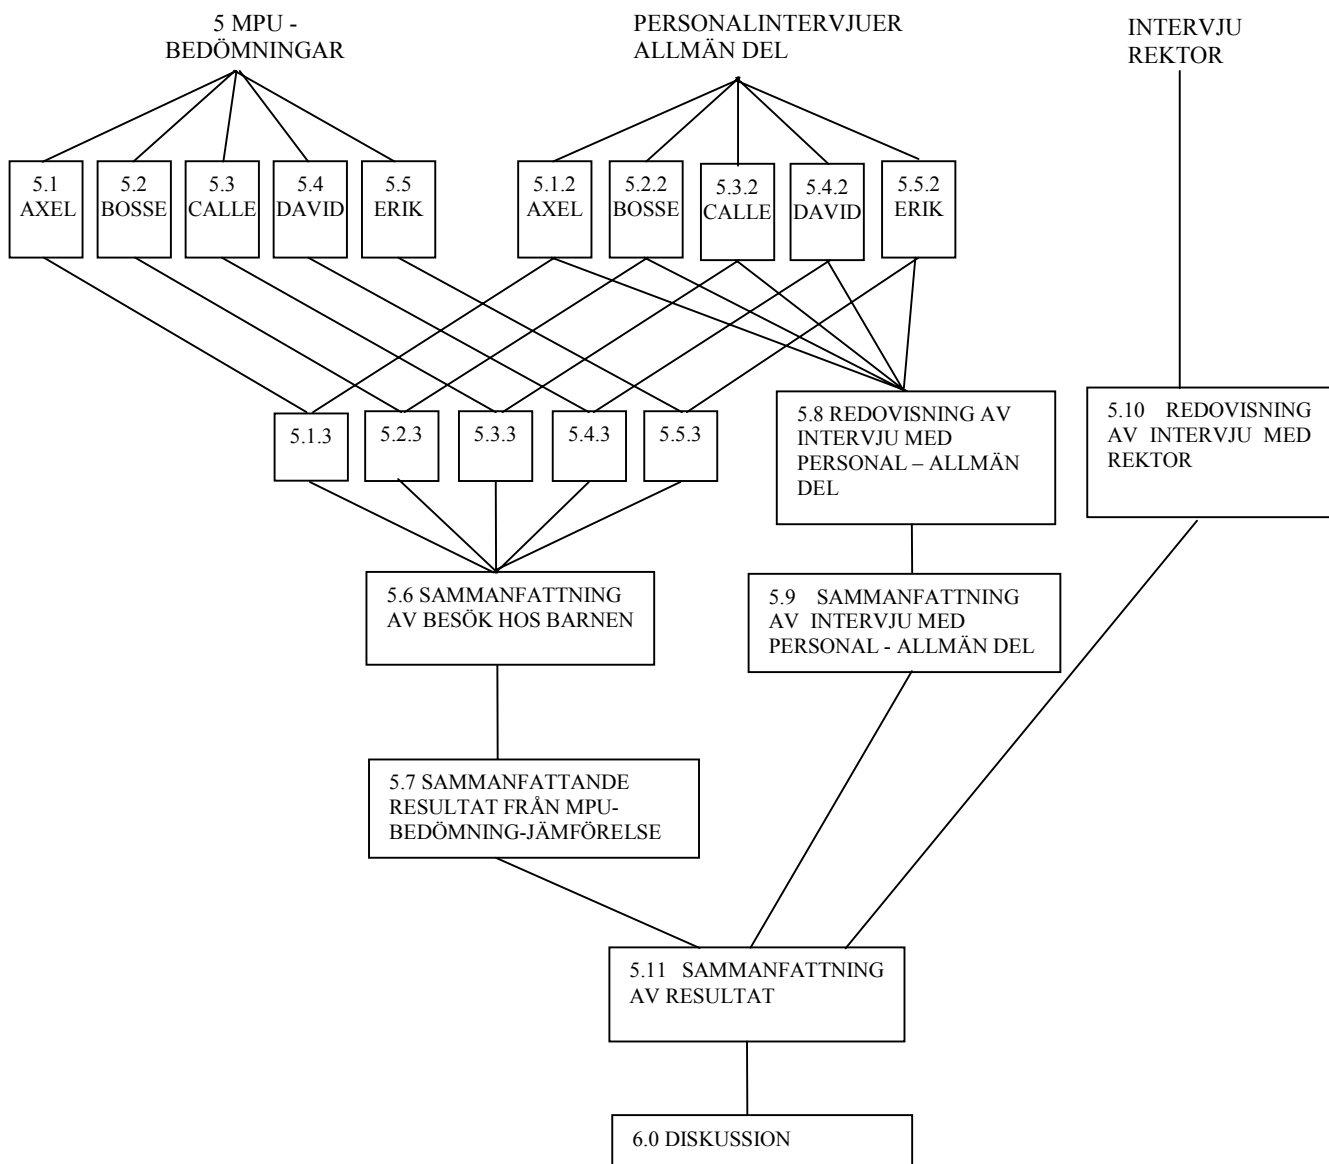 5 MPU -
BEDÖMNINGAR
PERSONALINTERVJUER
ALLMÄN DEL
INTERVJU
REKTOR
5.1
AXEL
5.2
BOSSE
5.3
CALLE
5.4
DAVID
5.5
ERIK
5.1.2
AXEL
5.2.2
BOSSE
5.3.2
CALLE
5.4.2
DAVID
5.5.2
ERIK
5.1.3
5.2.3
5.3.3
5.4.3
5.5.3
5.8 REDOVISNING AV
INTERVJU MED
PERSONAL – ALLMÄN
DEL
5.10 REDOVISNING
AV INTERVJU MED
REKTOR
5.6 SAMMANFATTNING
AV BESÖK HOS BARNEN
5.9 SAMMANFATTNING
AV INTERVJU MED
PERSONAL - ALLMÄN DEL
5.7 SAMMANFATTANDE
RESULTAT FRÅN MPU-
BEDÖMNING-JÄMFÖRELSE
5.11 SAMMANFATTNING
AV RESULTAT
6.0 DISKUSSION